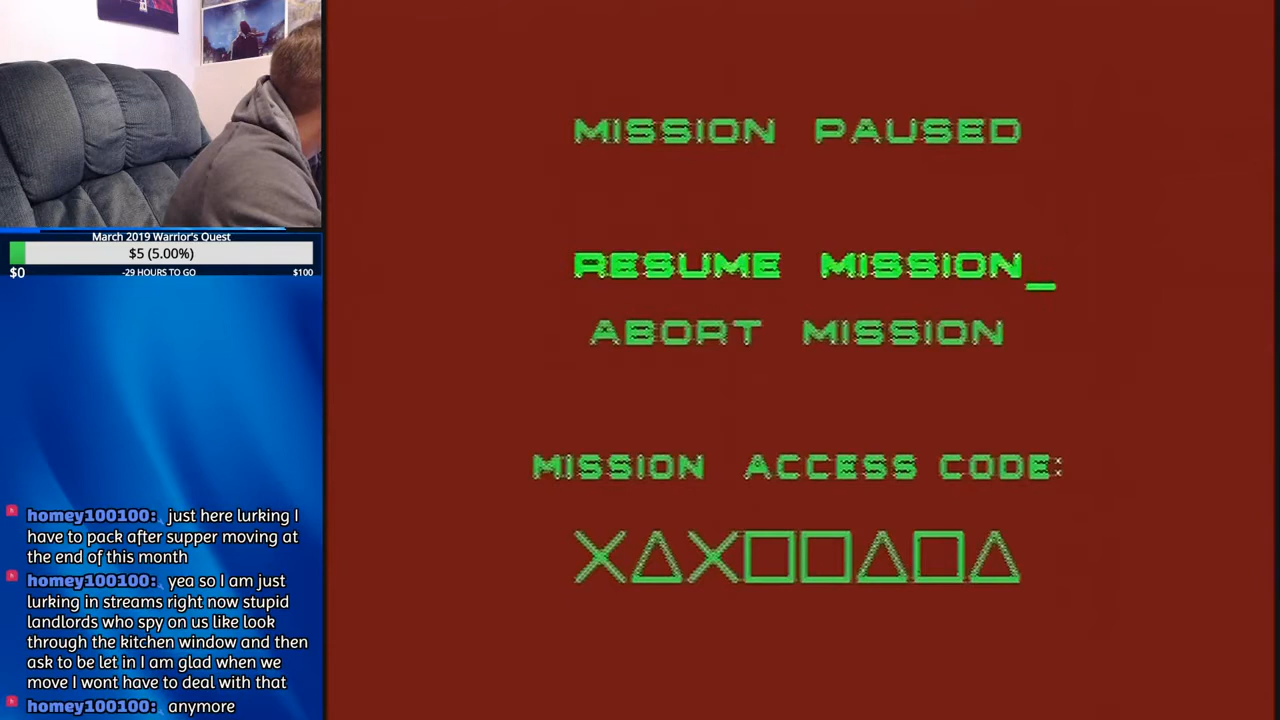 MISSION PAUSED
RESUME MISSION_
ABORT MISSION
MISSION ACCESS CODE:
X△X□□△□△
March 2019 Warrior's Quest
$5 (5.00%)
$0 -29 HOURS TO GO $100
homey100100: just here lurking I
have to pack after supper moving at
the end of this month
homey100100: yea so I am just
lurking in streams right now stupid
landlords who spy on us like look
through the kitchen window and then
ask to be let in I am glad when we
move I wont have to deal with that
homey100100: anymore